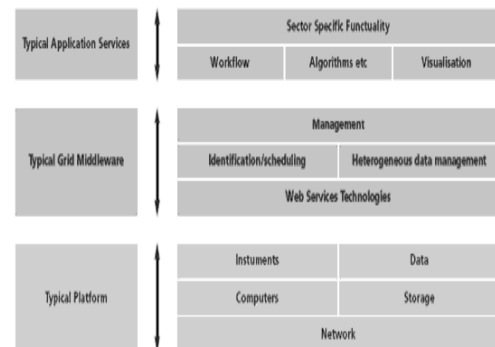 Typical Application Services
Sector Specific Functuality
Workflow
Algorithms etc
Visualisation
Typical Grid Middleware
Management
Identification/scheduling
Heterogeneous data management
Web Services Technologies
Typical Platform
Instuments
Data
Computers
Storage
Network